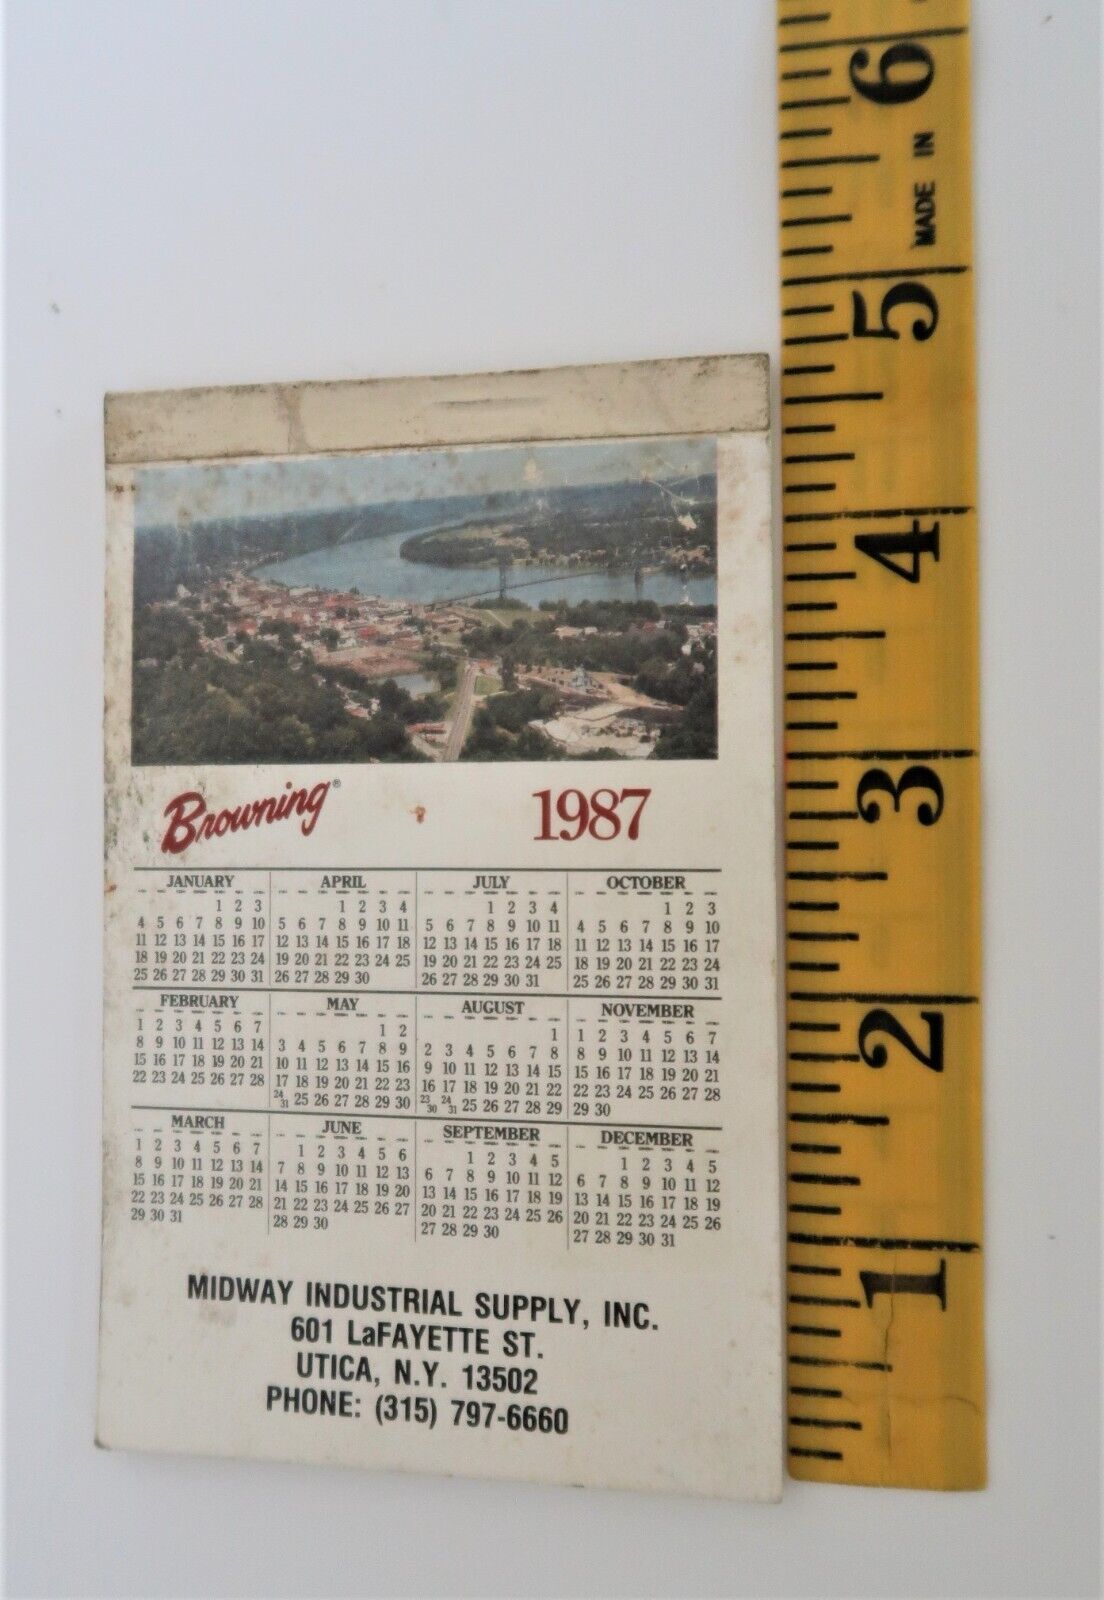 Browning® 1987
JANUARY APRIL JULY OCTOBER
1 2 3 1 2 3 4 1 2 3 4 1 2 3
4 5 6 7 8 9 10 5 6 7 8 9 10 11 5 6 7 8 9 10 11 4 5 6 7 8 9 10
11 12 13 14 15 16 17 12 13 14 15 16 17 18 12 13 14 15 16 17 18 11 12 13 14 15 16 17
18 19 20 21 22 23 24 19 20 21 22 23 24 25 19 20 21 22 23 24 25 18 19 20 21 22 23 24
25 26 27 28 29 30 31 26 27 28 29 30 26 27 28 29 30 31 25 26 27 28 29 30 31
FEBRUARY MAY AUGUST NOVEMBER
1 2 3 4 5 6 7 1 2 1 1 2 3 4 5 6 7
8 9 10 11 12 13 14 3 4 5 6 7 8 9 2 3 4 5 6 7 8 8 9 10 11 12 13 14
15 16 17 18 19 20 21 10 11 12 13 14 15 16 9 10 11 12 13 14 15 15 16 17 18 19 20 21
22 23 24 25 26 27 28 17 18 19 20 21 22 23 16 17 18 19 20 21 22 22 23 24 25 26 27 28
24/31 25 26 27 28 29 30 23/30 24/31 25 26 27 28 29 29 30
MARCH JUNE SEPTEMBER DECEMBER
1 2 3 4 5 6 7 1 2 3 4 5 6 1 2 3 4 5 1 2 3 4 5
8 9 10 11 12 13 14 7 8 9 10 11 12 13 6 7 8 9 10 11 12 6 7 8 9 10 11 12
15 16 17 18 19 20 21 14 15 16 17 18 19 20 13 14 15 16 17 18 19 13 14 15 16 17 18 19
22 23 24 25 26 27 28 21 22 23 24 25 26 27 20 21 22 23 24 25 26 20 21 22 23 24 25 26
29 30 31 28 29 30 27 28 29 30 27 28 29 30 31
MIDWAY INDUSTRIAL SUPPLY, INC.
601 LaFAYETTE ST.
UTICA, N.Y. 13502
PHONE: (315) 797-6660
6
MADE IN
5
4
3
2
1